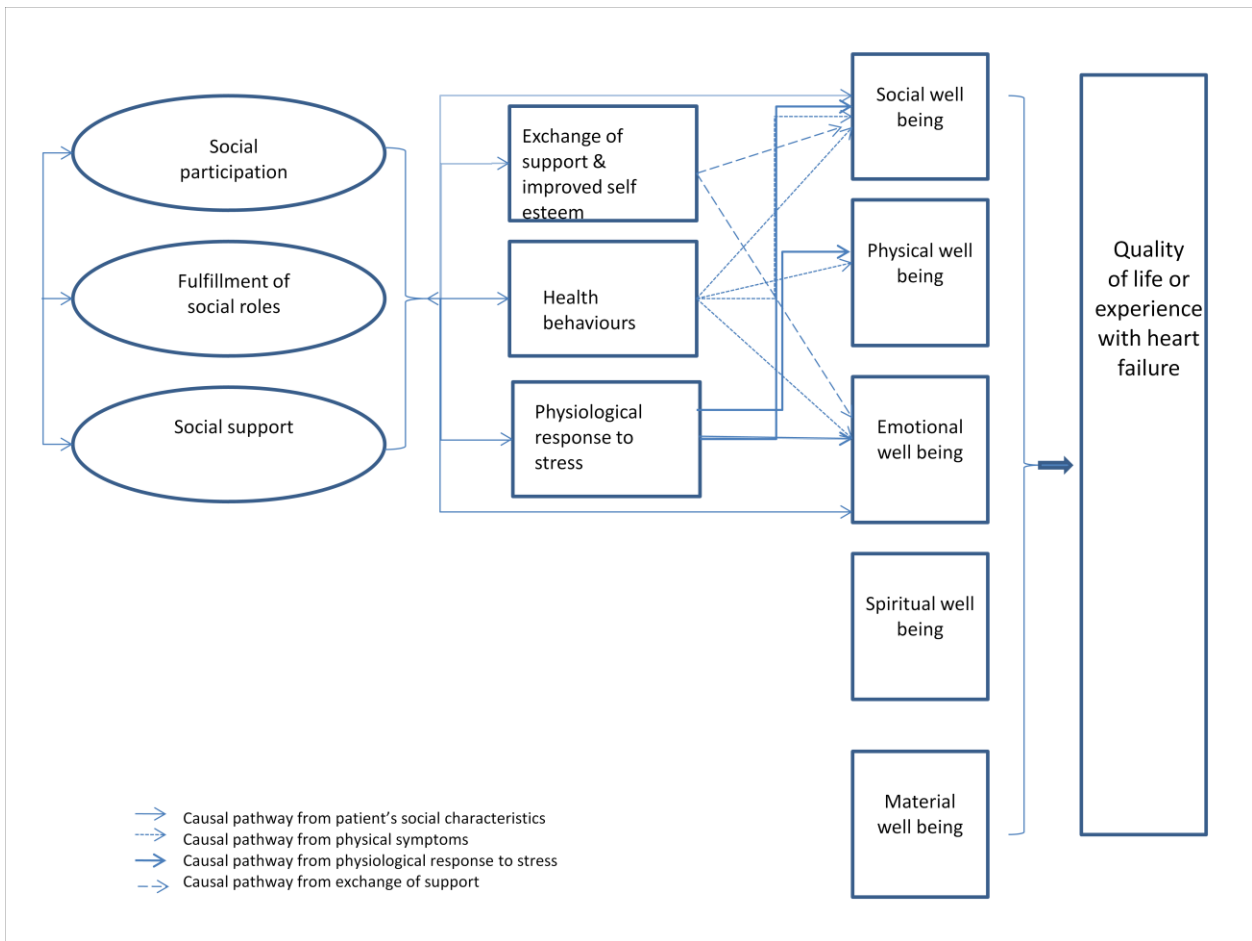 Social
participation
Fulfillment of
social roles
Social support
Exchange of
support &
improved self
esteem
Health
behaviours
Physiological
response to
stress
Social well
being
Physical well
being
Emotional
well being
Spiritual well
being
Material
well being
Quality
of life or
experience
with heart
failure
Causal pathway from patient’s social characteristics
Causal pathway from physical symptoms
Causal pathway from physiological response to stress
Causal pathway from exchange of support